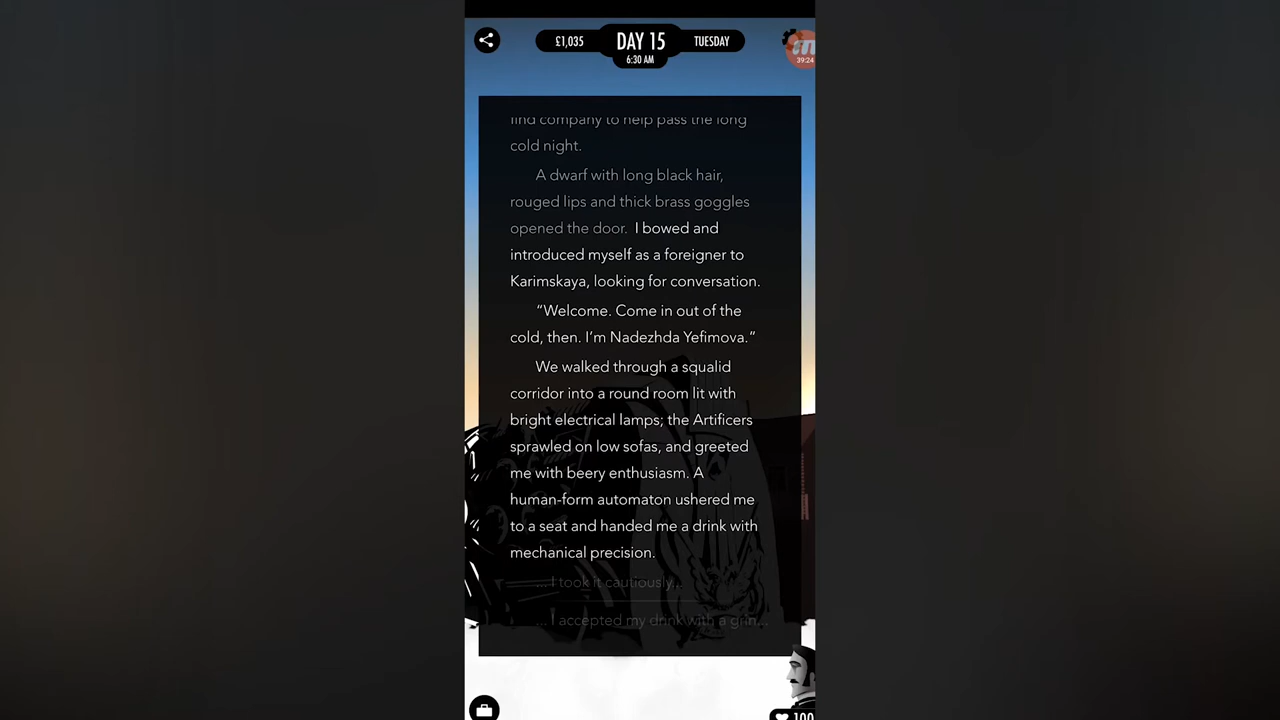 £1,035
DAY 15
TUESDAY
6:30 AM
39:24
find company to help pass the long
cold night.
A dwarf with long black hair,
rouged lips and thick brass goggles
opened the door. I bowed and
introduced myself as a foreigner to
Karimskaya, looking for conversation.
“Welcome. Come in out of the
cold, then. I’m Nadezhda Yefimova.”
We walked through a squalid
corridor into a round room lit with
bright electrical lamps; the Artificers
sprawled on low sofas, and greeted
me with beery enthusiasm. A
human-form automaton ushered me
to a seat and handed me a drink with
mechanical precision.
... I took it cautiously...
... I accepted my drink with a grin...
100